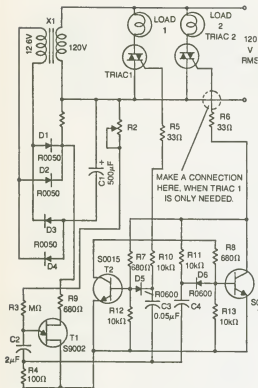 X1
12.6V
120V
LOAD
1
LOAD
2
TRIAC 2
120
V
RMS
TRIAC1
R5
33Ω
R6
33Ω
MAKE A CONNECTION
HERE, WHEN TRIAC 1
IS ONLY NEEDED.
D1
R0050
D2
R0050
D3
R0050
D4
C1
500µF
R2
S0015
T2
R7
680Ω
D5
R10
10kΩ
R11
10kΩ
D6
R8
680Ω
R0600
C3
0.05µF
C4
R0600
R12
10kΩ
R13
10kΩ
R3
MΩ
C2
2µF
R4
100Ω
R9
680Ω
T1
S9002